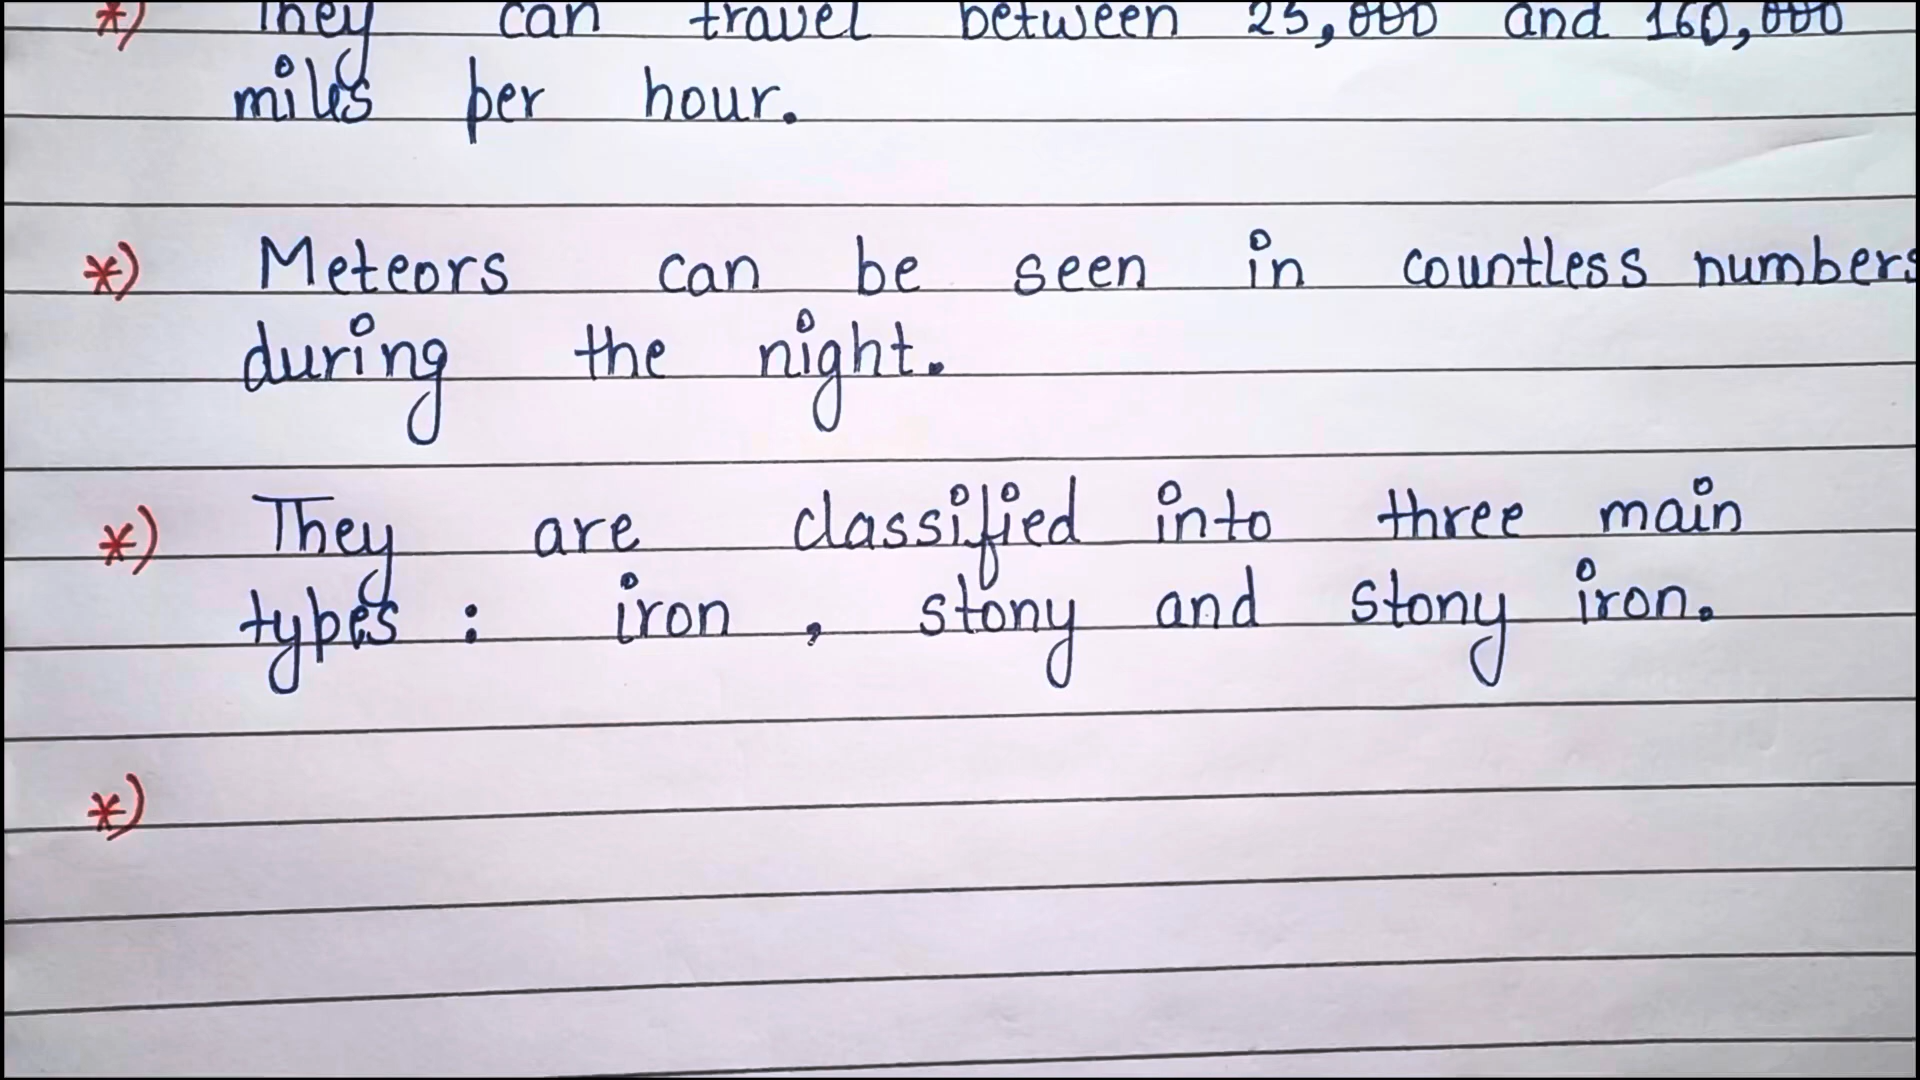 *) They can travel between 25,000 and 160,000
miles per hour.
*) Meteors can be seen in countless numbers
during the night.
*) They are classified into three main
types : iron , stony and stony iron.
*)